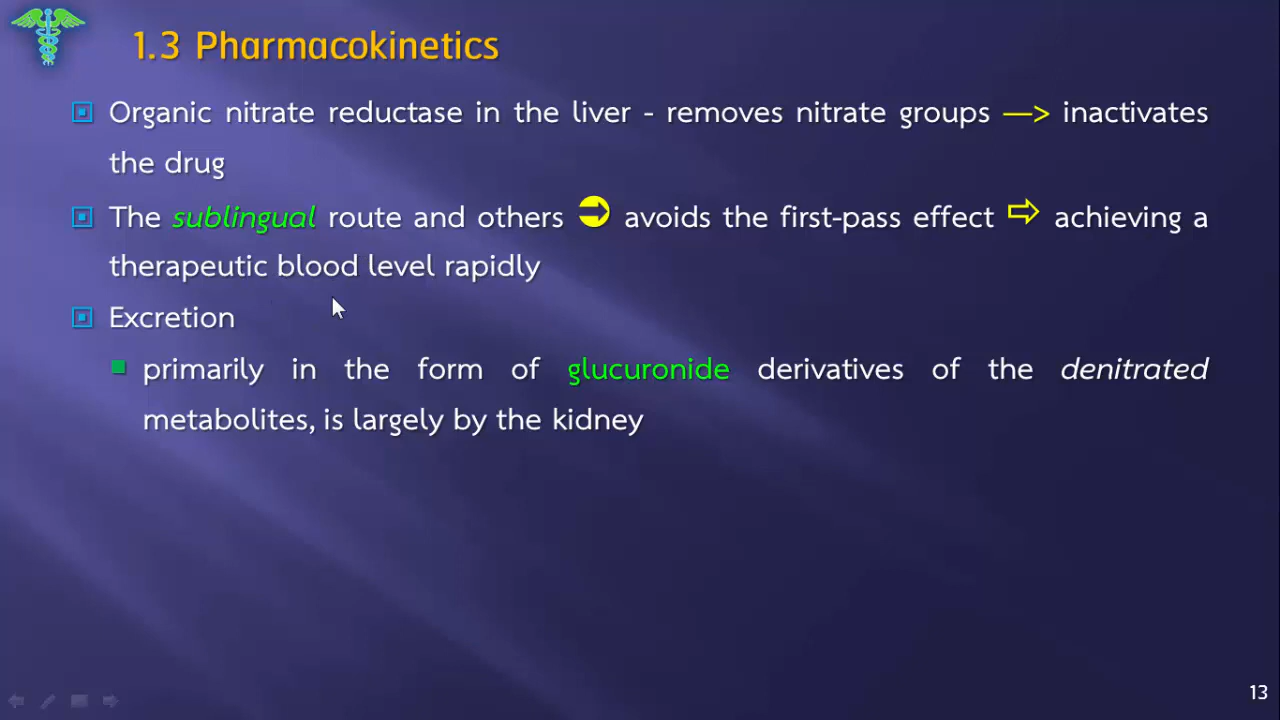 1.3 Pharmacokinetics
Organic nitrate reductase in the liver - removes nitrate groups —> inactivates
the drug
The sublingual route and others ➲ avoids the first-pass effect ⇨ achieving a
therapeutic blood level rapidly
Excretion
primarily in the form of glucuronide derivatives of the denitrated
metabolites, is largely by the kidney
13